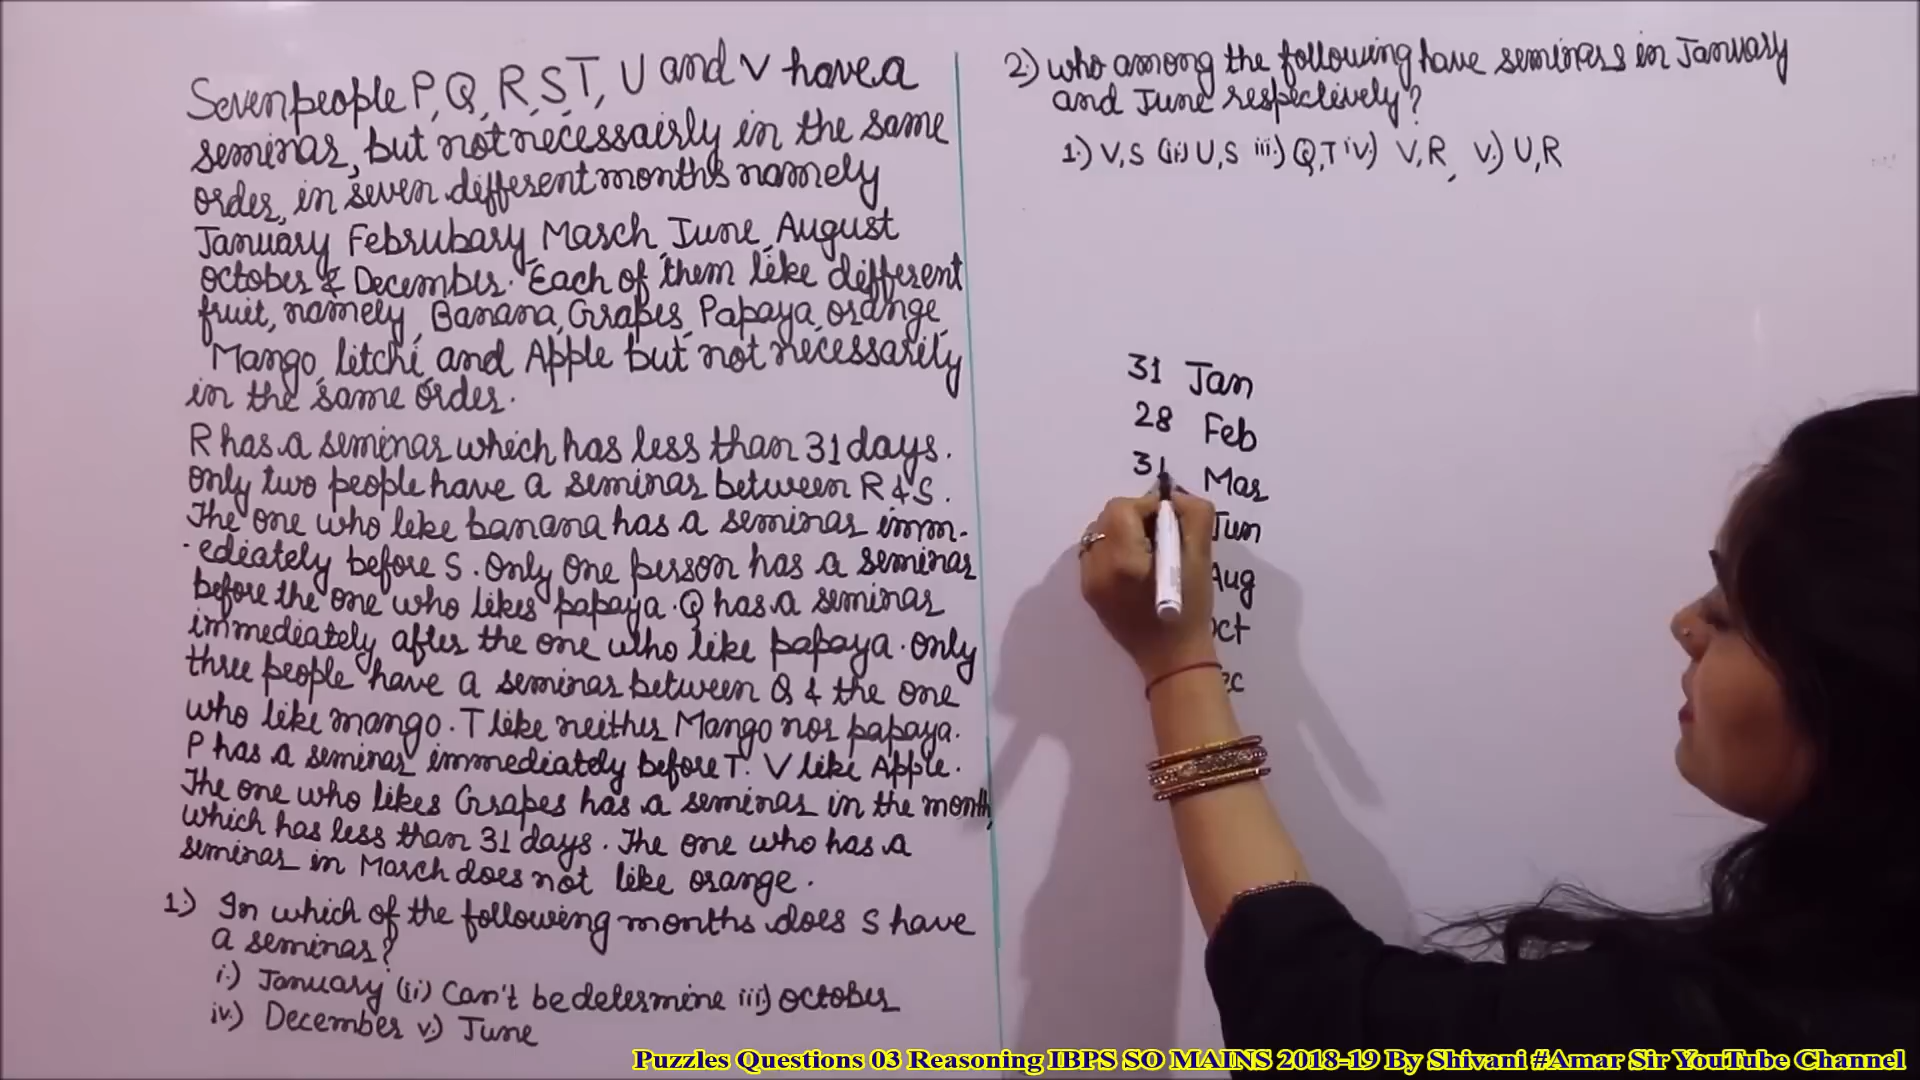 Seven people P, Q, R, S, T, U and V have a
seminar, but not necessairly in the same
order, in seven different months namely
January Februbary, March, June, August
October & December. Each of them like different
fruit, namely, Banana, Grapes, Papaya, orange
Mango, litchi, and Apple but not necessarily
in the same order.
R has a seminar which has less than 31 days.
Only two people have a seminar between R & S.
The one who like banana has a seminar imm-
ediately before S. Only one person has a seminar
before the one who likes papaya. Q has a seminar
immediately after the one who like papaya. Only
three people have a seminar between Q & the one
who like mango. T like neither Mango nor papaya.
P has a seminar immediately before T. V like Apple.
The one who likes Grapes has a seminar in the month
which has less than 31 days. The one who has a
seminar in March does not like orange.
1.) In which of the following months does S have
a seminar?
i.) January (ii) Can't be determine iii.) October
iv.) December v.) June
2.) who among the following have seminars in January
and June respectively?
1.) V,S (ii) U,S iii.) Q,T iv.) V,R, v.) U,R
31 Jan
28 Feb
31 Mar
Jun
Aug
Oct
ec
Puzzles Questions 03 Reasoning IBPS SO MAINS 2018-19 By Shivani #Amar Sir YouTube Channel